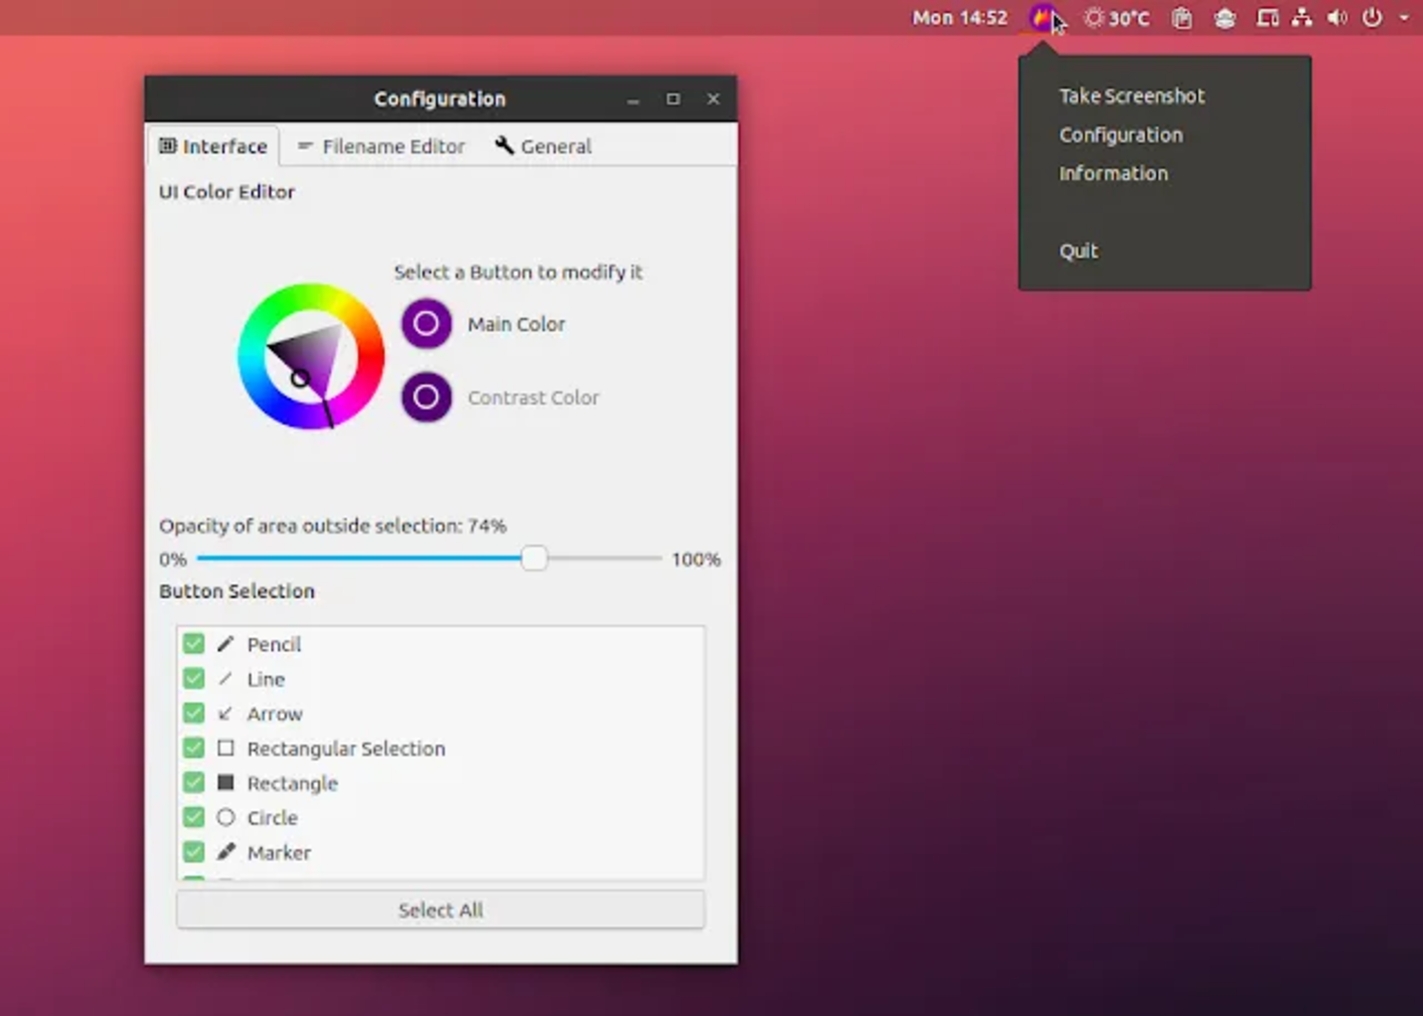 Mon 14:52
30°C
Take Screenshot
Configuration
Information
Quit
Configuration
Interface
Filename Editor
General
UI Color Editor
Select a Button to modify it
Main Color
Contrast Color
Opacity of area outside selection: 74%
0%
100%
Button Selection
Pencil
Line
Arrow
Rectangular Selection
Rectangle
Circle
Marker
Select All